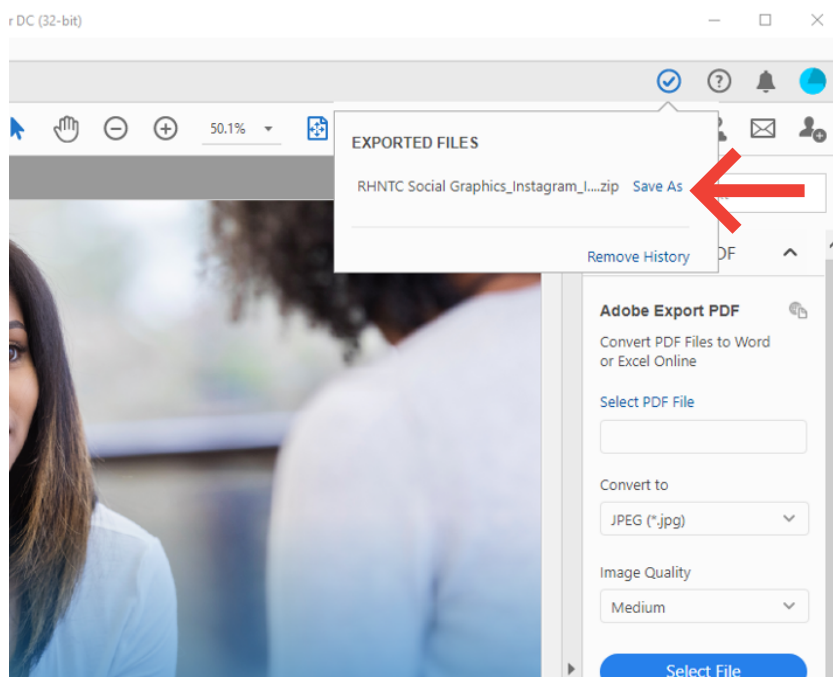 r DC (32-bit)
50.1%
EXPORTED FILES
RHNTC Social Graphics_Instagram_I....zip Save As
Remove History
DF
Adobe Export PDF
Convert PDF Files to Word
or Excel Online
Select PDF File
Convert to
JPEG (*.jpg)
Image Quality
Medium
Select File